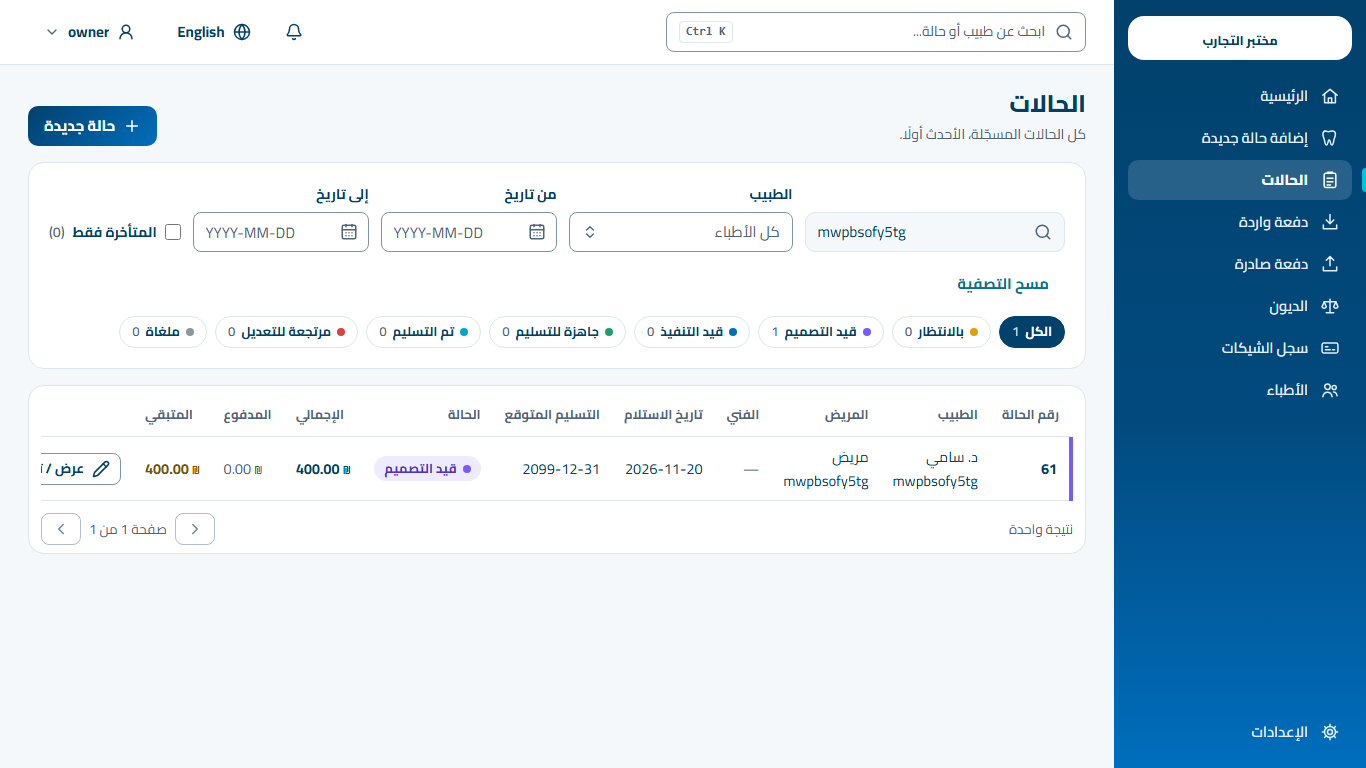 مختبر التجارب
الرئيسية
إضافة حالة جديدة
الحالات
دفعة واردة
دفعة صادرة
الديون
سجل الشيكات
الأطباء
الإعدادات
ابحث عن طبيب أو حالة...
Ctrl K
English
owner
الحالات
كل الحالات المسجّلة، الأحدث أولًا.
حالة جديدة
الطبيب
من تاريخ
إلى تاريخ
mwpbsofy5tg
كل الأطباء
YYYY-MM-DD
YYYY-MM-DD
المتأخرة فقط (0)
مسح التصفية
الكل 1
بالانتظار 0
قيد التصميم 1
قيد التنفيذ 0
جاهزة للتسليم 0
تم التسليم 0
مرتجعة للتعديل 0
ملغاة 0
رقم الحالة الطبيب المريض الفني تاريخ الاستلام التسليم المتوقع الحالة الإجمالي المدفوع المتبقي
61
د. سامي
mwpbsofy5tg
مريض
mwpbsofy5tg
—
2026-11-20
2099-12-31
قيد التصميم
₪ 400.00
₪ 0.00
₪ 400.00
عرض /
نتيجة واحدة
صفحة 1 من 1